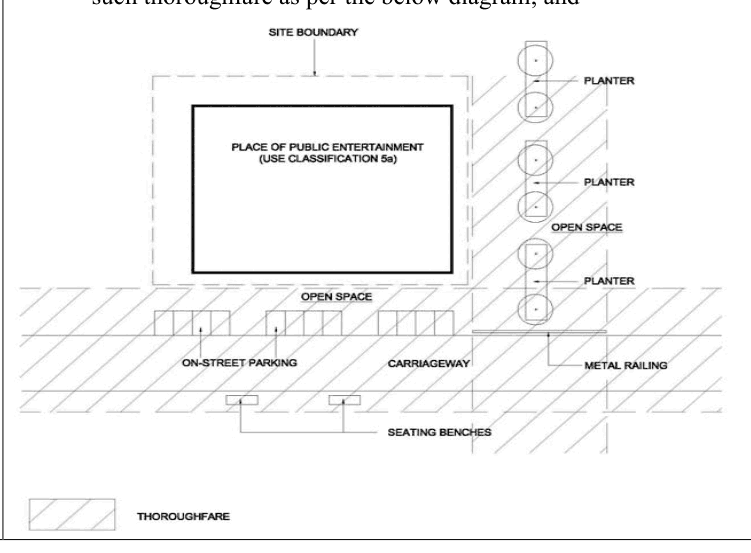 such thoroughfare as per the below diagram; and
SITE BOUNDARY
PLANTER
PLACE OF PUBLIC ENTERTAINMENT
(USE CLASSIFICATION 5a)
PLANTER
OPEN SPACE
PLANTER
OPEN SPACE
ON-STREET PARKING
CARRIAGEWAY
METAL RAILING
SEATING BENCHES
THOROUGHFARE